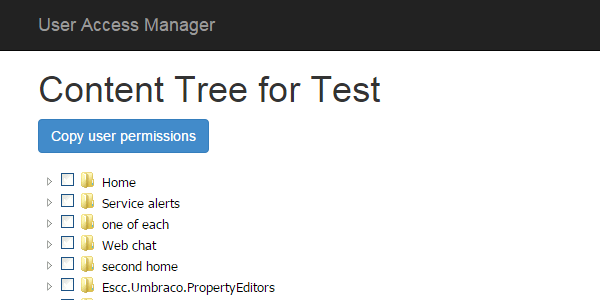 User Access Manager
Content Tree for Test
Copy user permissions
Home
Service alerts
one of each
Web chat
second home
Escc.Umbraco.PropertyEditors